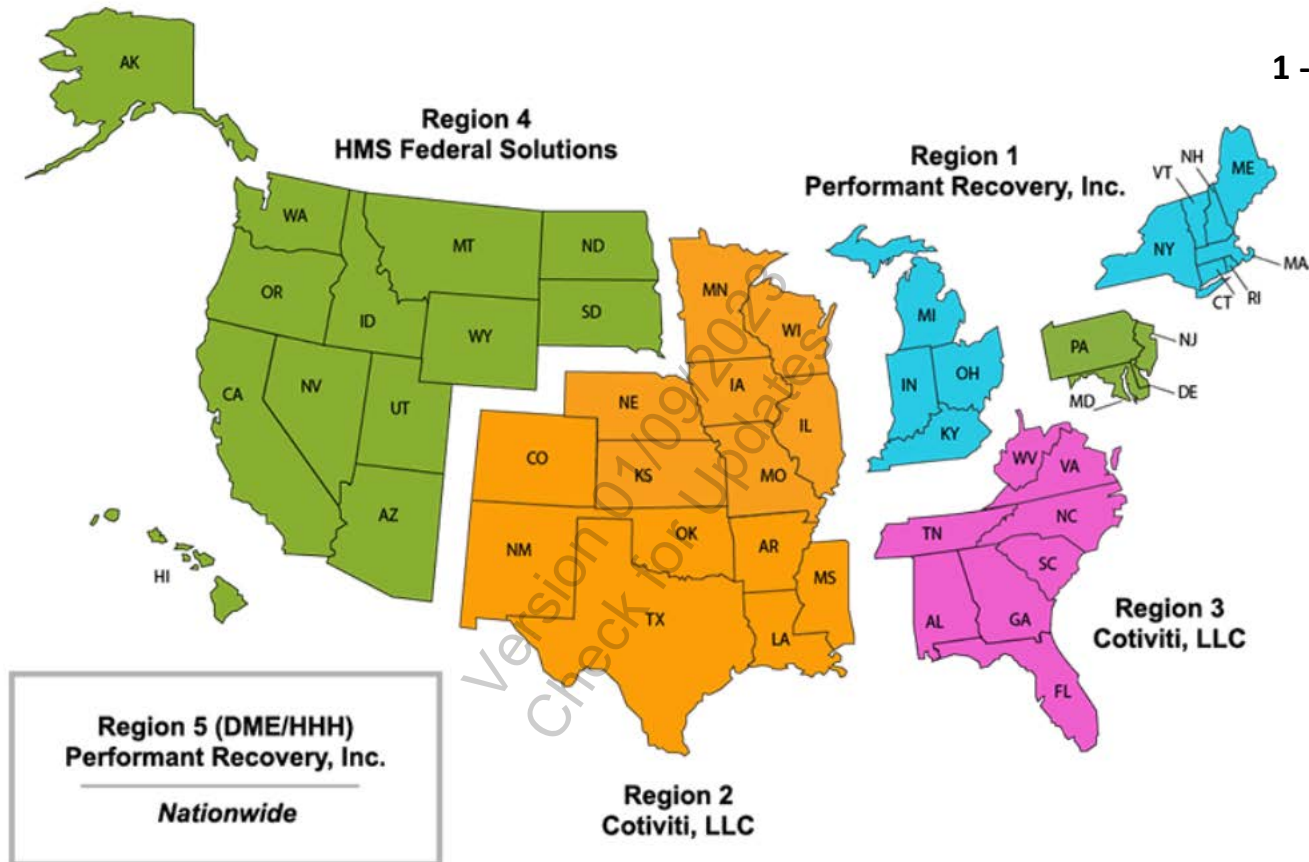 1 -
AK
Region 4
HMS Federal Solutions
Region 1
Performant Recovery, Inc.
NH
VT
ME
WA
MT
ND
MN
NY
MA
OR
ID
SD
WI
MI
CT
RI
WY
PA
NJ
CA
NV
UT
NE
IA
IL
IN
OH
MD
DE
CO
KS
MO
KY
WV
VA
AZ
NM
OK
AR
TN
NC
HI
TX
MS
SC
LA
AL
GA
Region 3
Cotiviti, LLC
FL
Version 01/09/2023
Check for Updates
Region 5 (DME/HHH)
Performant Recovery, Inc.
Nationwide
Region 2
Cotiviti, LLC